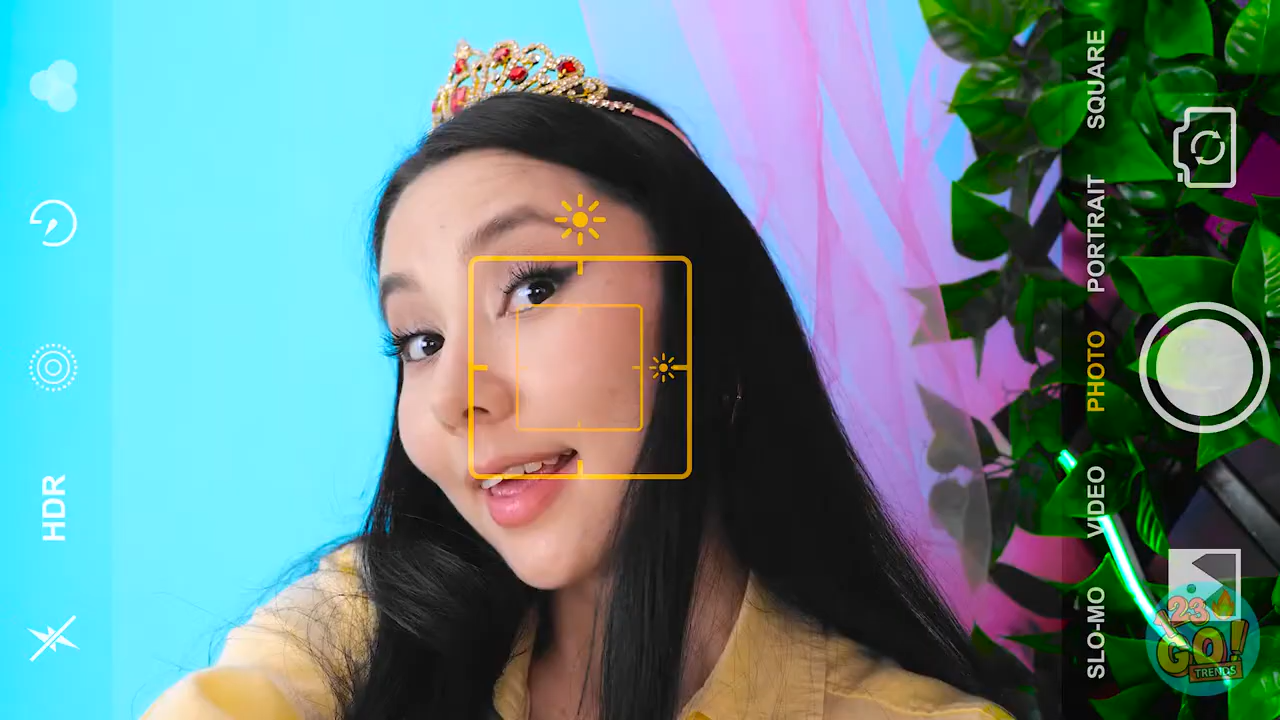 HDR
SQUARE
PORTRAIT
PHOTO
VIDEO
SLO-MO
123
GO!
TRENDS